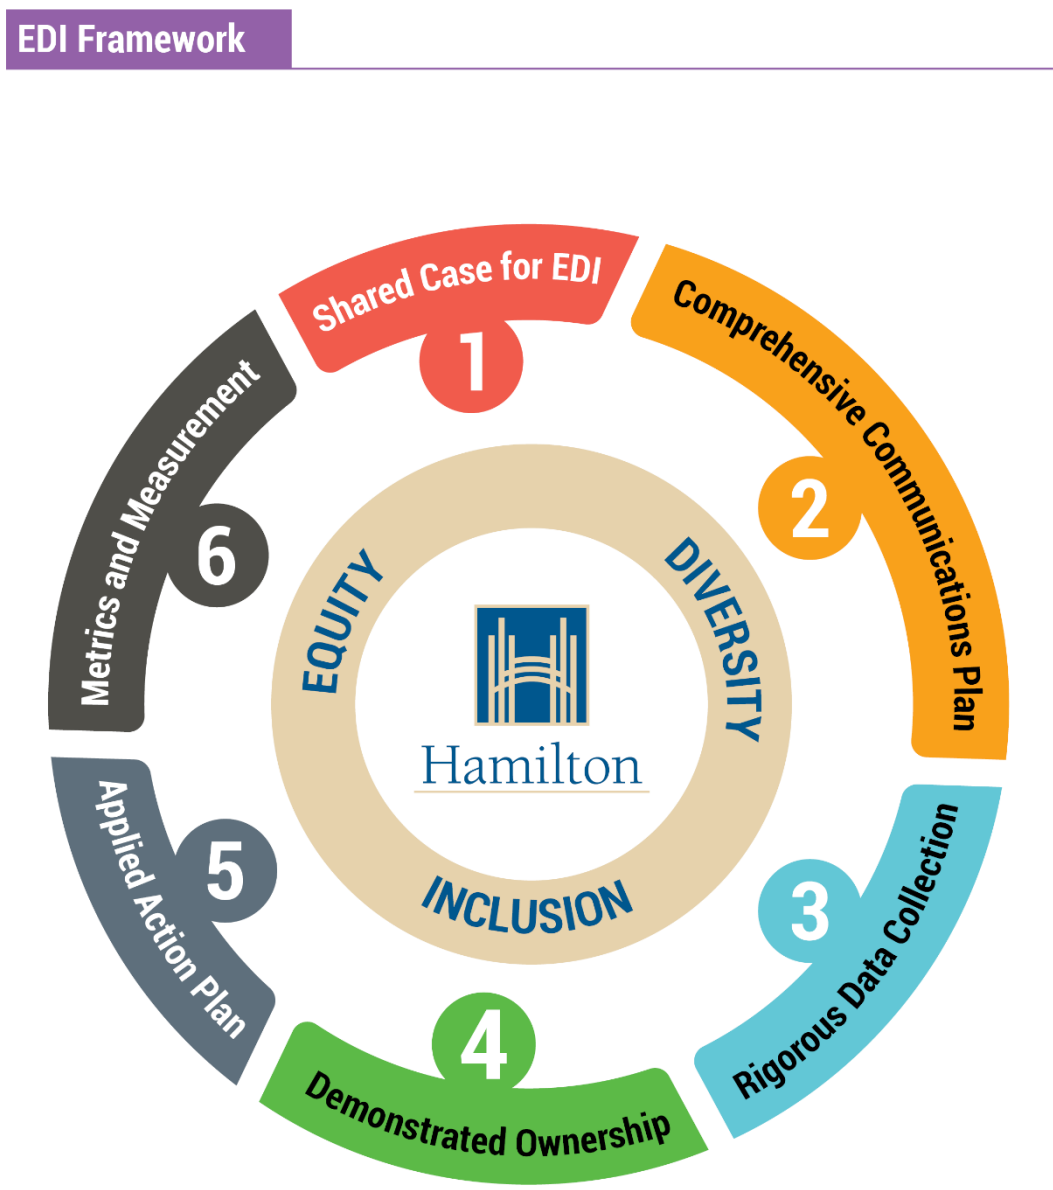 EDI Framework
Shared Case for EDI
1
Comprehensive Communications Plan
2
Rigorous Data Collection
3
Demonstrated Ownership
4
Applied Action Plan
5
Metrics and Measurement
6
EQUITY
DIVERSITY
INCLUSION
Hamilton